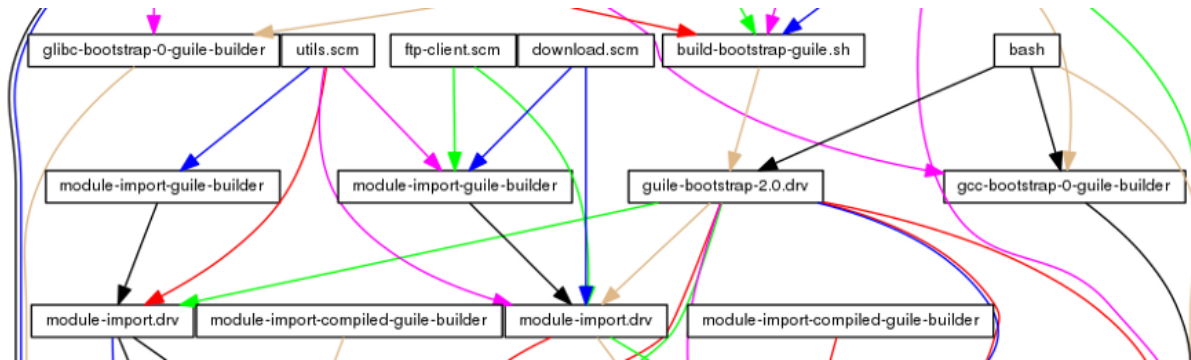 glibc-bootstrap-0-guile-builder
utils.scm
ftp-client.scm
download.scm
build-bootstrap-guile.sh
bash
module-import-guile-builder
module-import-guile-builder
guile-bootstrap-2.0.drv
gcc-bootstrap-0-guile-builder
module-import.drv
module-import-compiled-guile-builder
module-import.drv
module-import-compiled-guile-builder